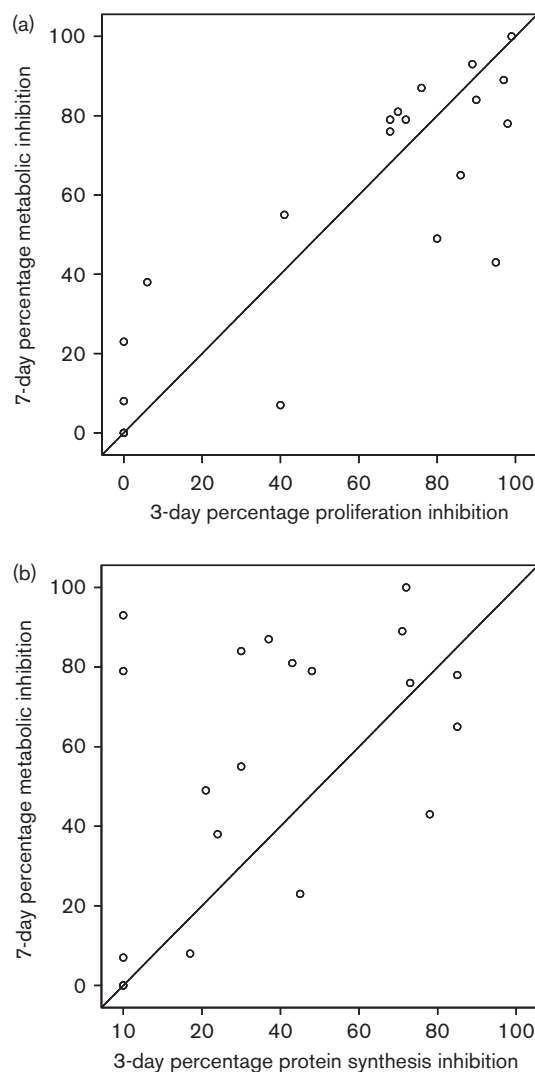 (a)
100
80
60
40
20
0
7-day percentage metabolic inhibition
0 20 40 60 80 100
3-day percentage proliferation inhibition
(b)
100
80
60
40
20
0
7-day percentage metabolic inhibition
10 20 40 60 80 100
3-day percentage protein synthesis inhibition